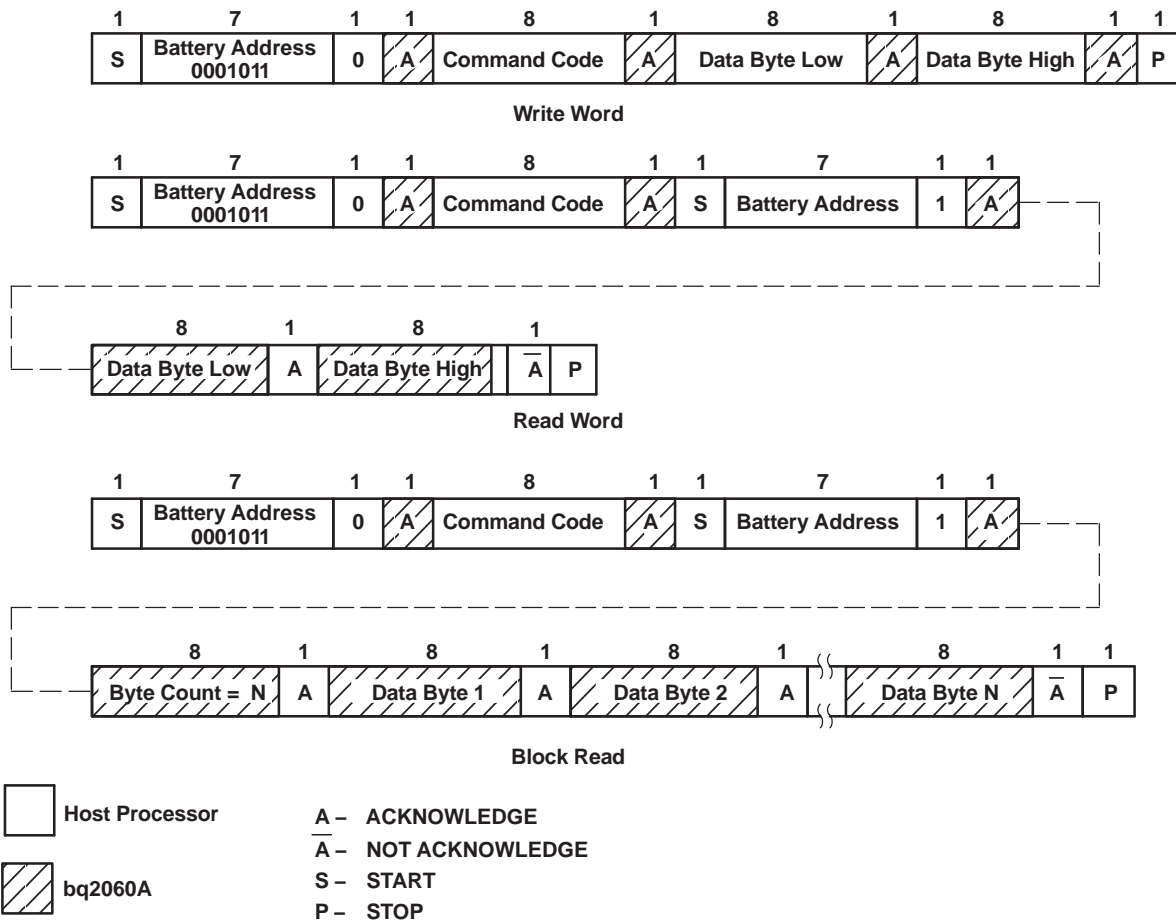 1 7 1 1 8 1 8 1 8 1 1
S Battery Address 0001011 0 A Command Code A Data Byte Low A Data Byte High A P
Write Word
1 7 1 1 8 1 1 7 1 1
S Battery Address 0001011 0 A Command Code A S Battery Address 1 A
8 1 8 1
Data Byte Low A Data Byte High A̅ P
Read Word
1 7 1 1 8 1 1 7 1 1
S Battery Address 0001011 0 A Command Code A S Battery Address 1 A
8 1 8 1 8 1 8 1 1
Byte Count = N A Data Byte 1 A Data Byte 2 A Data Byte N A̅ P
Block Read
Host Processor
bq2060A
A – ACKNOWLEDGE
A̅ – NOT ACKNOWLEDGE
S – START
P – STOP